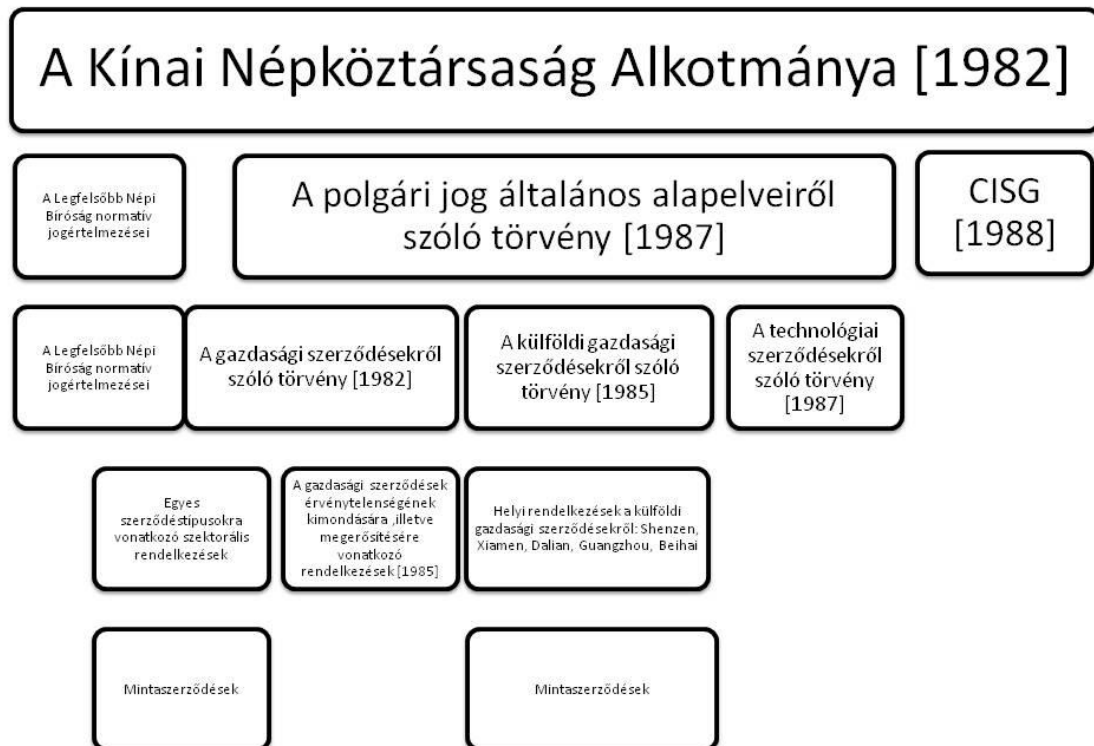 A Kínai Népköztársaság Alkotmánya [1982]
A Legfelsőbb Népi
Bíróság normatív
jogértelmezései
A polgári jog általános alapelveiről
szóló törvény [1987]
CISG
[1988]
A Legfelsőbb Népi
Bíróság normatív
jogértelmezései
A gazdasági szerződésekről
szóló törvény [1982]
A külföldi gazdasági
szerződésekről szóló
törvény [1985]
A technológiai
szerződésekről
szóló törvény
[1987]
Egyes
szerződéstípusokra
vonatkozó szektorális
rendelkezések
A gazdasági szerződések
érvénytelenségének
kimondására ,illetve
megerősítésére
vonatkozó
rendelkezések [1985]
Helyi rendelkezések a külföldi
gazdasági szerződésekről: Shenzen,
Xiamen, Dalian, Guangzhou, Beihai
Mintaszerződések
Mintaszerződések